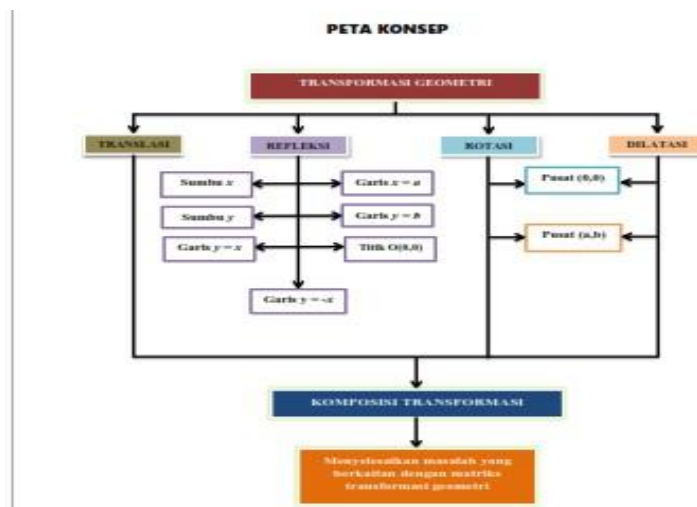 PETA KONSEP
TRANSFORMASI GEOMETRI
TRANSLASI
REFLEKSI
ROTASI
DILATASI
Sumbu x
Garis x = a
Sumbu y
Garis y = b
Garis y = x
Titik O(0,0)
Garis y = -x
Pusat (0,0)
Pusat (a,b)
KOMPOSISI TRANSFORMASI
Menyelesaikan masalah yang
berkaitan dengan matriks
transformasi geometri